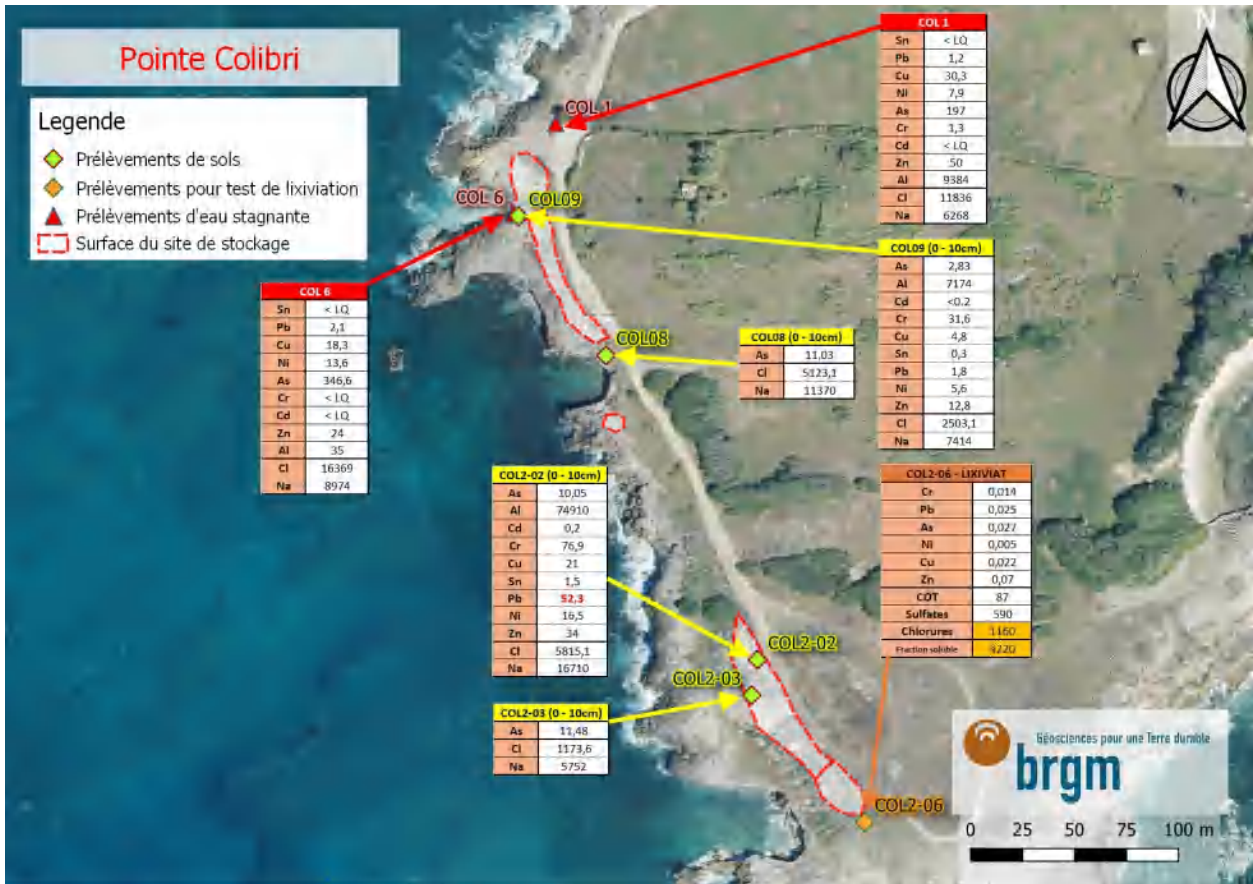 Pointe Colibri
Legende
Prélèvements de sols
Prélèvements pour test de lixiviation
Prélèvements d'eau stagnante
Surface du site de stockage
N
COL 1
Sn < LQ
Pb 1,2
Cu 30,3
Ni 7,9
As 197
Cr 1,3
Cd < LQ
Zn 50
Al 9384
Cl 11836
Na 6268
COL 1
COL 6 COL09
COL09 (0 - 10cm)
As 2,83
Al 7174
Cd <0.2
Cr 31,6
Cu 4,8
Sn 0,3
Pb 1,8
Ni 5,6
Zn 12,8
Cl 2503,1
Na 7414
COL 6
Sn < LQ
Pb 2,1
Cu 18,3
Ni 13,6
As 346,6
Cr < LQ
Cd < LQ
Zn 24
Al 35
Cl 16369
Na 8974
COL08
COL08 (0 - 10cm)
As 11,03
Cl 5123,1
Na 11370
COL2-02 (0 - 10cm)
As 10,05
Al 74910
Cd 0,2
Cr 76,9
Cu 21
Sn 1,5
Pb 52,3
Ni 16,5
Zn 34
Cl 5815,1
Na 16710
COL2-06 - LIXIVIAT
Cr 0,014
Pb 0,025
As 0,027
Ni 0,005
Cu 0,022
Zn 0,07
COT 87
Sulfates 590
Chlorures 1160
Fraction soluble
COL2-02
COL2-03
COL2-03 (0 - 10cm)
As 11,48
Cl 1173,6
Na 5752
COL2-06
Géosciences pour une Terre durable
brgm
0 25 50 75 100 m